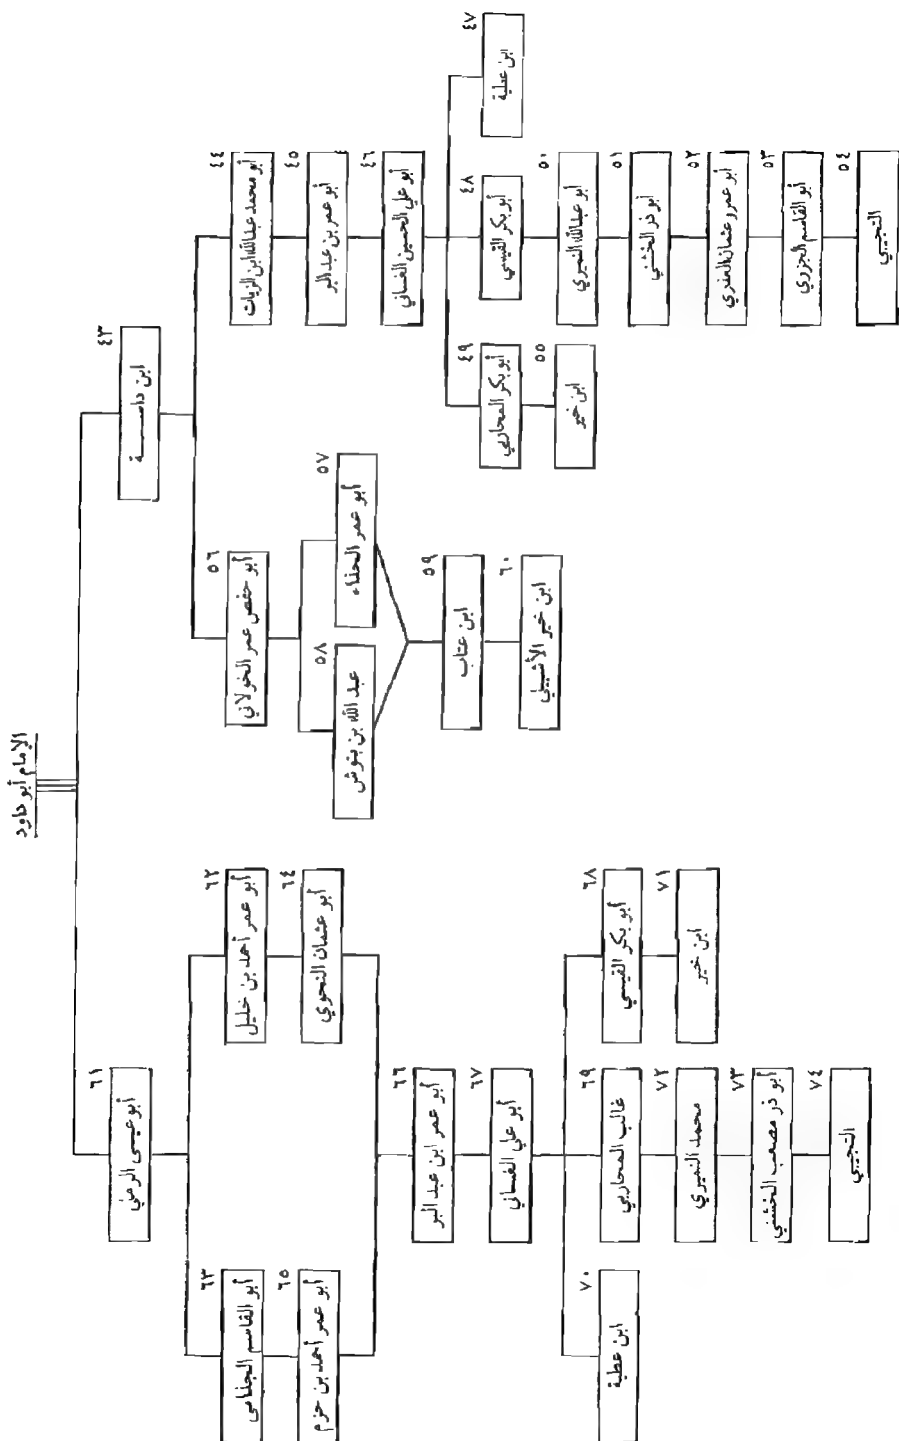 الإمام أبو داود
٤٣
ابن داســـة
٤٤
أبو محمد عبدالله ابن الزيات
٤٥
أبو عمر بن عبد البر
٤٦
أبو علي الحسين الغساني
٤٧
ابن عطية
٤٨
أبو بكر القيسي
٤٩
أبو بكر المحاربي
٥٠
أبو عبدالله النميري
٥١
أبو ذر الخشني
٥٢
أبو عمرو عثمان العبدري
٥٣
أبو القاسم الجزري
٥٤
التجيبي
٥٥
ابن خير
٥٦
أبو حفص عمر الخولاني
٥٧
أبو عمر الحذاء
٥٨
عبد الله بن بنوش
٥٩
ابن عتاب
٦٠
ابن خير الأشبيلي
٦١
أبو عيسى الرملي
٦٢
أبو عمر أحمد بن خليل
٦٣
أبو القاسم الجذامي
٦٤
أبو عثمان النحوي
٦٥
أبو عمر أحمد بن حزم
٦٦
أبو عمر ابن عبد البر
٦٧
أبو علي الغساني
٦٨
أبو بكر القيسي
٦٩
غالب المحاربي
٧٠
ابن عطية
٧١
ابن خير
٧٢
محمد النميري
٧٣
أبو ذر مصعب الخشني
٧٤
التجيبي